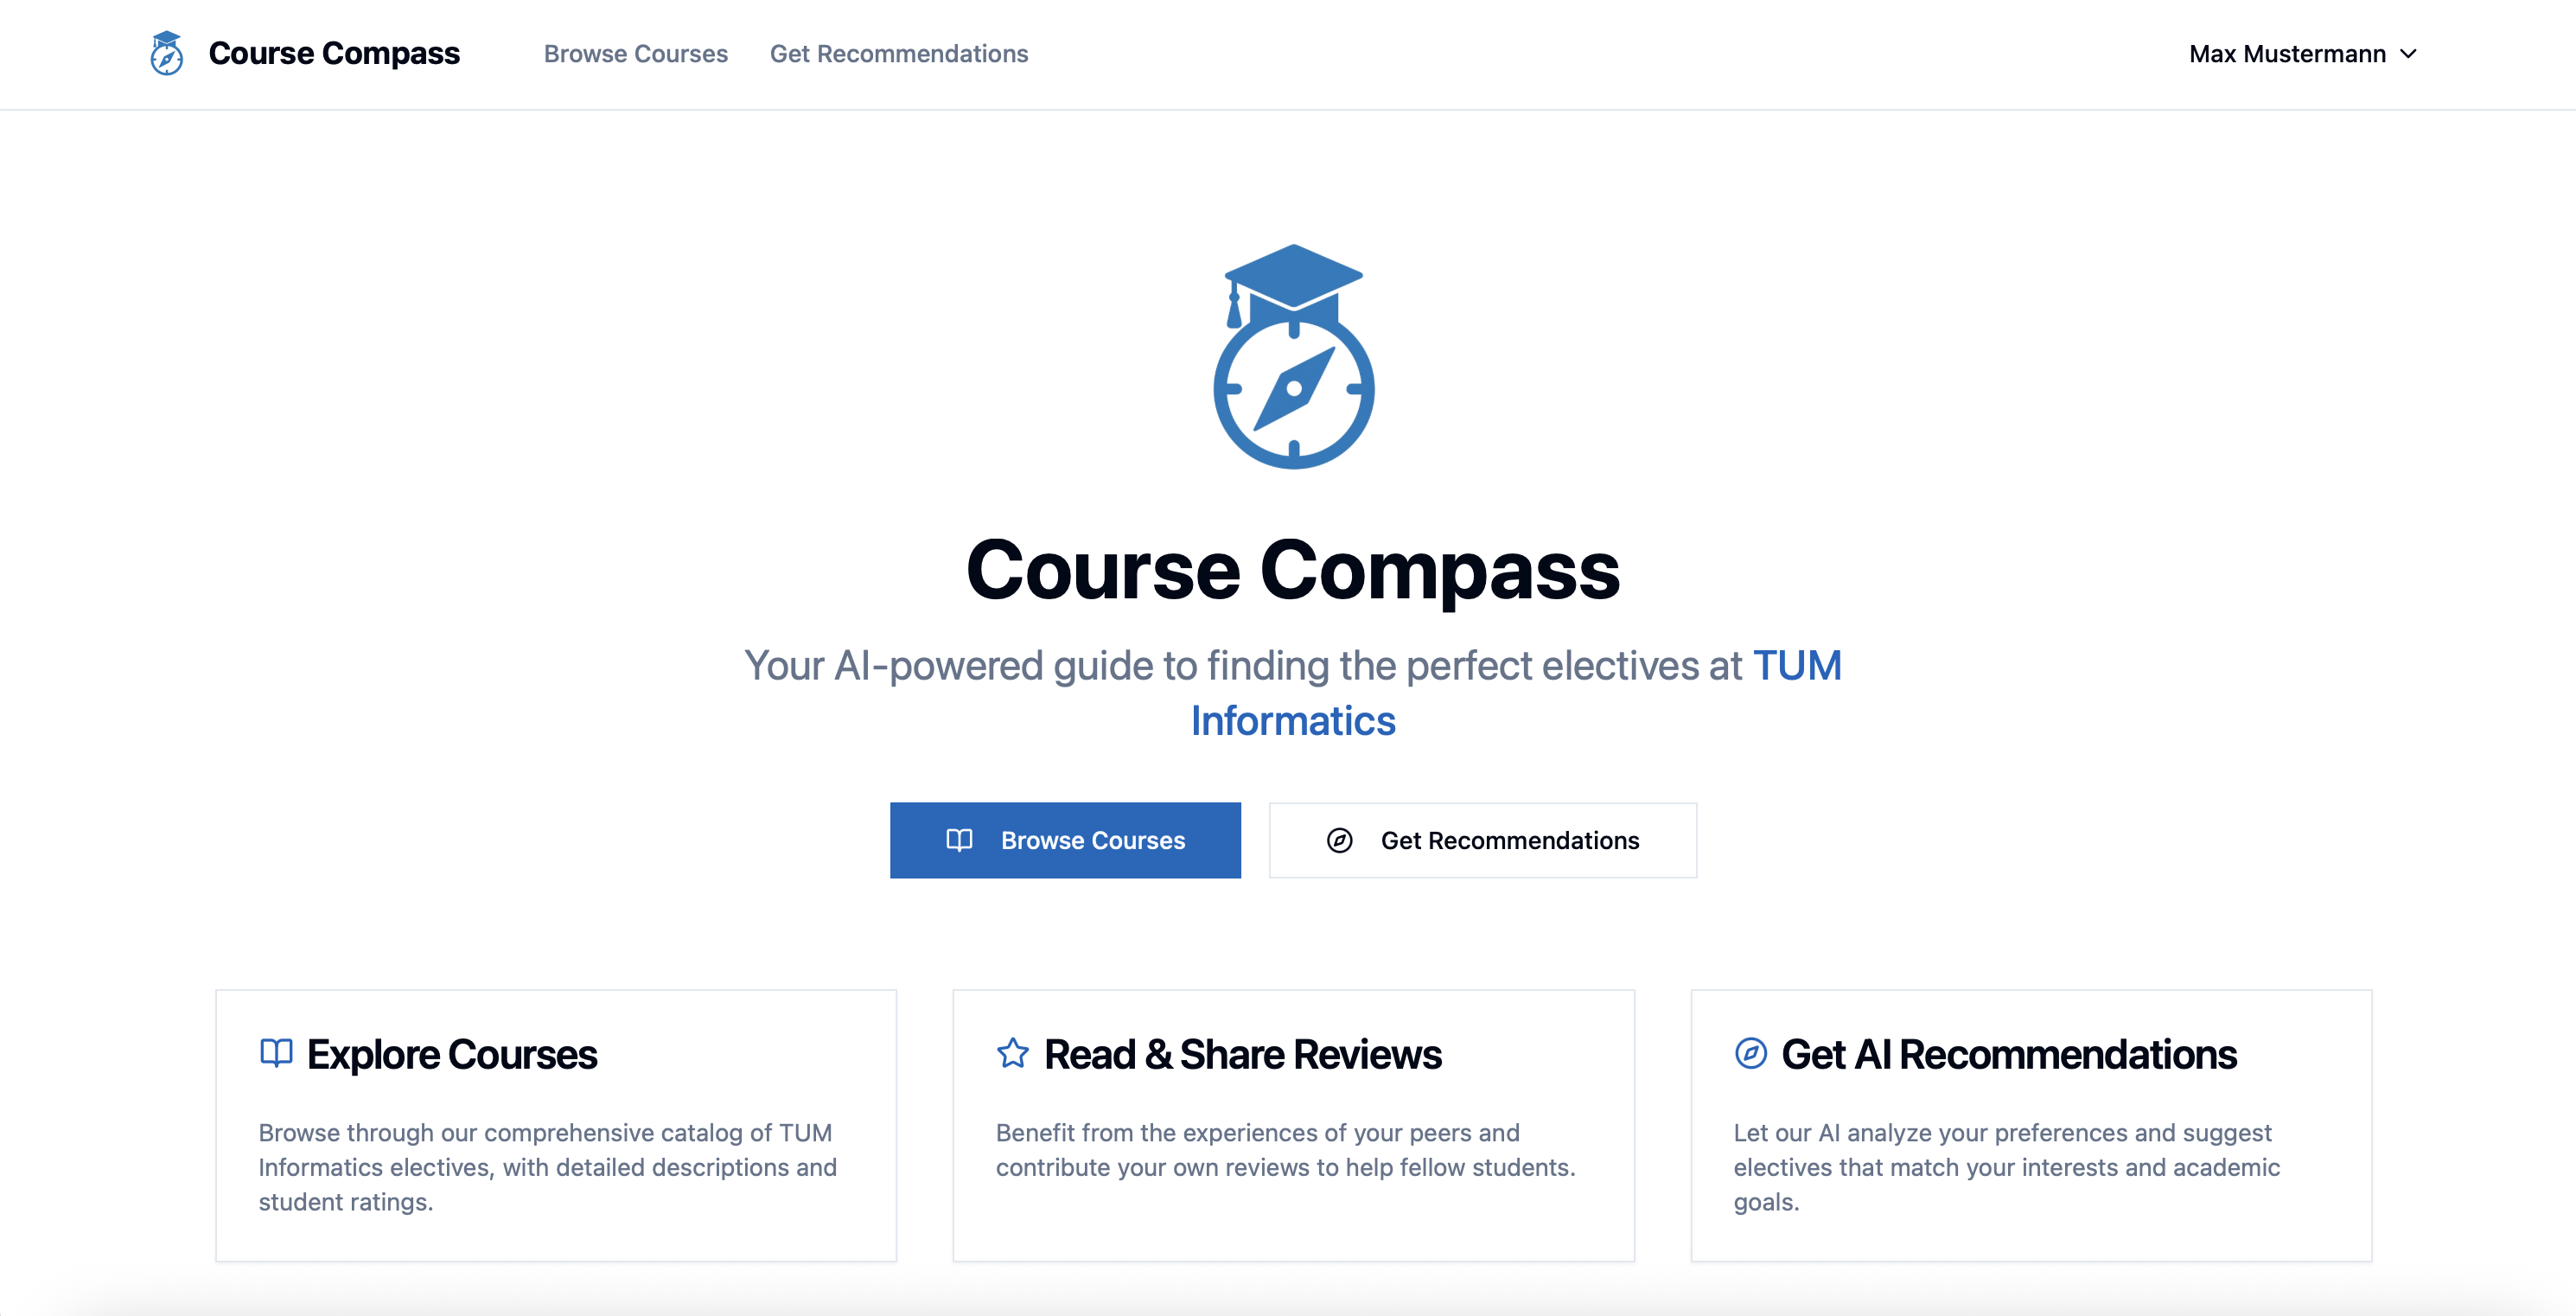 Course Compass
Browse Courses
Get Recommendations
Max Mustermann
Course Compass
Your AI-powered guide to finding the perfect electives at TUM
Informatics
Browse Courses
Get Recommendations
Explore Courses
Browse through our comprehensive catalog of TUM
Informatics electives, with detailed descriptions and
student ratings.
Read & Share Reviews
Benefit from the experiences of your peers and
contribute your own reviews to help fellow students.
Get AI Recommendations
Let our AI analyze your preferences and suggest
electives that match your interests and academic
goals.